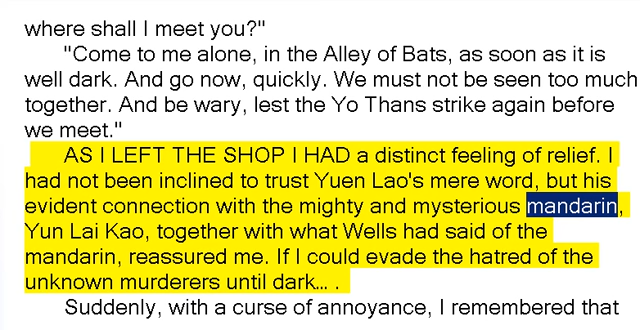 where shall I meet you?"
"Come to me alone, in the Alley of Bats, as soon as it is
well dark. And go now, quickly. We must not be seen too much
together. And be wary, lest the Yo Thans strike again before
we meet."
AS I LEFT THE SHOP I HAD a distinct feeling of relief. I
had not been inclined to trust Yuen Lao's mere word, but his
evident connection with the mighty and mysterious mandarin,
Yun Lai Kao, together with what Wells had said of the
mandarin, reassured me. If I could evade the hatred of the
unknown murderers until dark... .
Suddenly, with a curse of annoyance, I remembered that